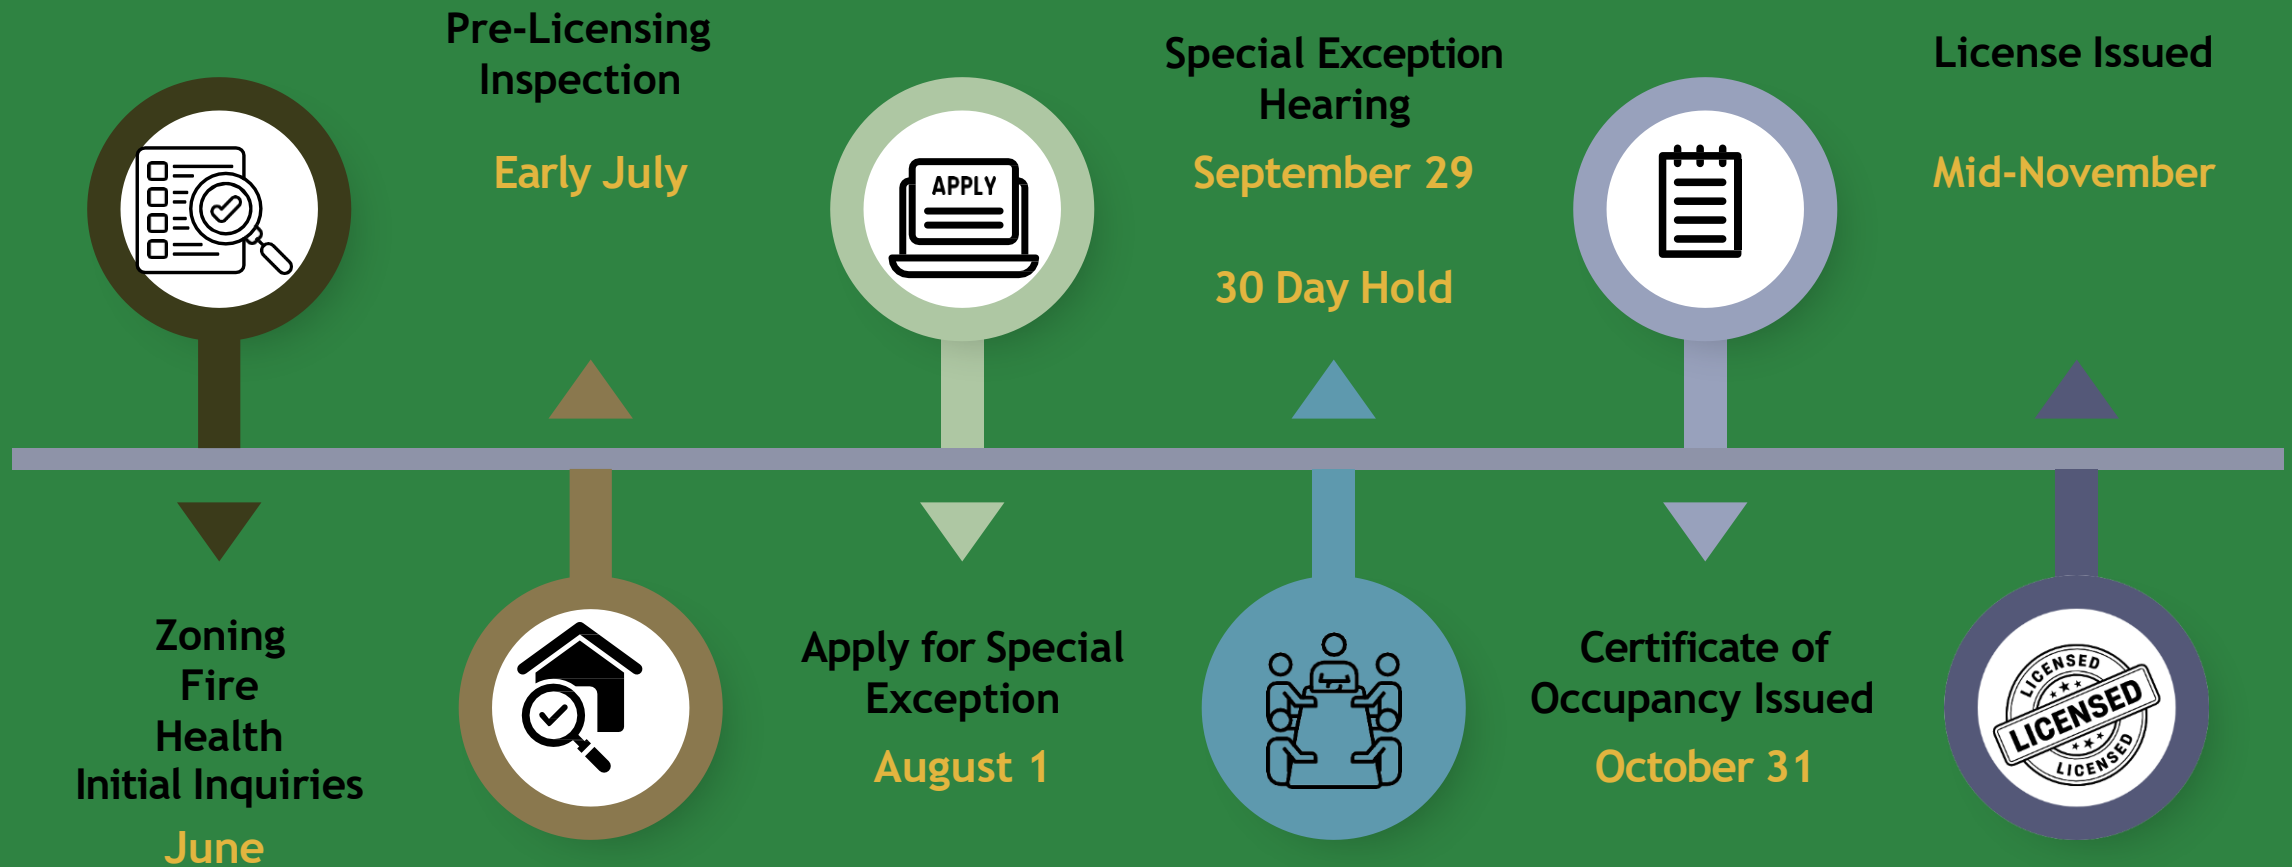 Zoning
Fire
Health
Initial Inquiries
June
Pre-Licensing
Inspection
Early July
APPLY
Apply for Special
Exception
August 1
Special Exception
Hearing
September 29
30 Day Hold
Certificate of
Occupancy Issued
October 31
License Issued
Mid-November
LICENSED
LICENSED
LICENSED